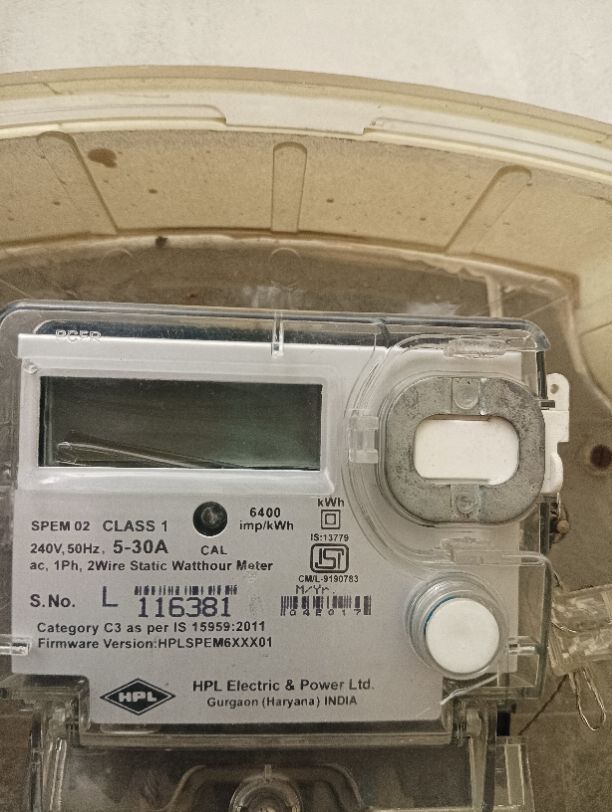 SPEM 02 CLASS 1
6400
imp/kWh
kWh
240V, 50Hz, 5-30A
CAL
IS:13779
ISI
ac, 1Ph, 2Wire Static Watthour Meter
CM/L-9190783
M/Yr.
S.No. L 116381
042017
Category C3 as per IS 15959:2011
Firmware Version:HPLSPEM6XXX01
HPL
HPL Electric & Power Ltd.
Gurgaon (Haryana) INDIA